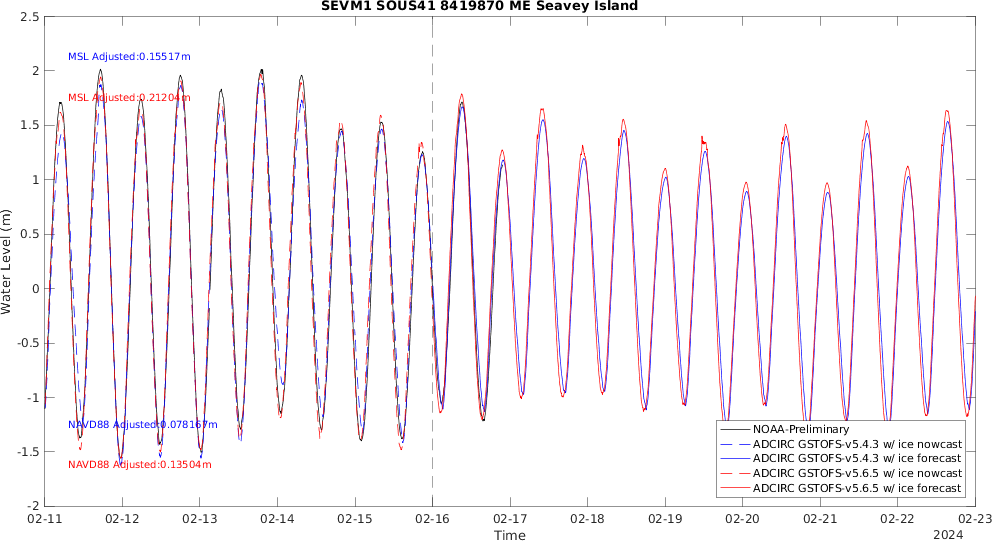 SEVM1 SOUS41 8419870 ME Seavey Island
2.5
2
1.5
1
0.5
0
-0.5
-1
-1.5
-2
Water Level (m)
MSL Adjusted:0.15517m
MSL Adjusted:0.21204m
NAVD88 Adjusted:0.078167m
NAVD88 Adjusted:0.13504m
NOAA-Preliminary
ADCIRC GSTOFS-v5.4.3 w/ ice nowcast
ADCIRC GSTOFS-v5.4.3 w/ ice forecast
ADCIRC GSTOFS-v5.6.5 w/ ice nowcast
ADCIRC GSTOFS-v5.6.5 w/ ice forecast
02-11 02-12 02-13 02-14 02-15 02-16 02-17 02-18 02-19 02-20 02-21 02-22 02-23
Time
2024